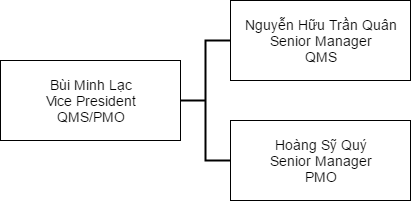 Bùi Minh Lạc
Vice President
QMS/PMO
Nguyễn Hữu Trần Quân
Senior Manager
QMS
Hoàng Sỹ Quý
Senior Manager
PMO